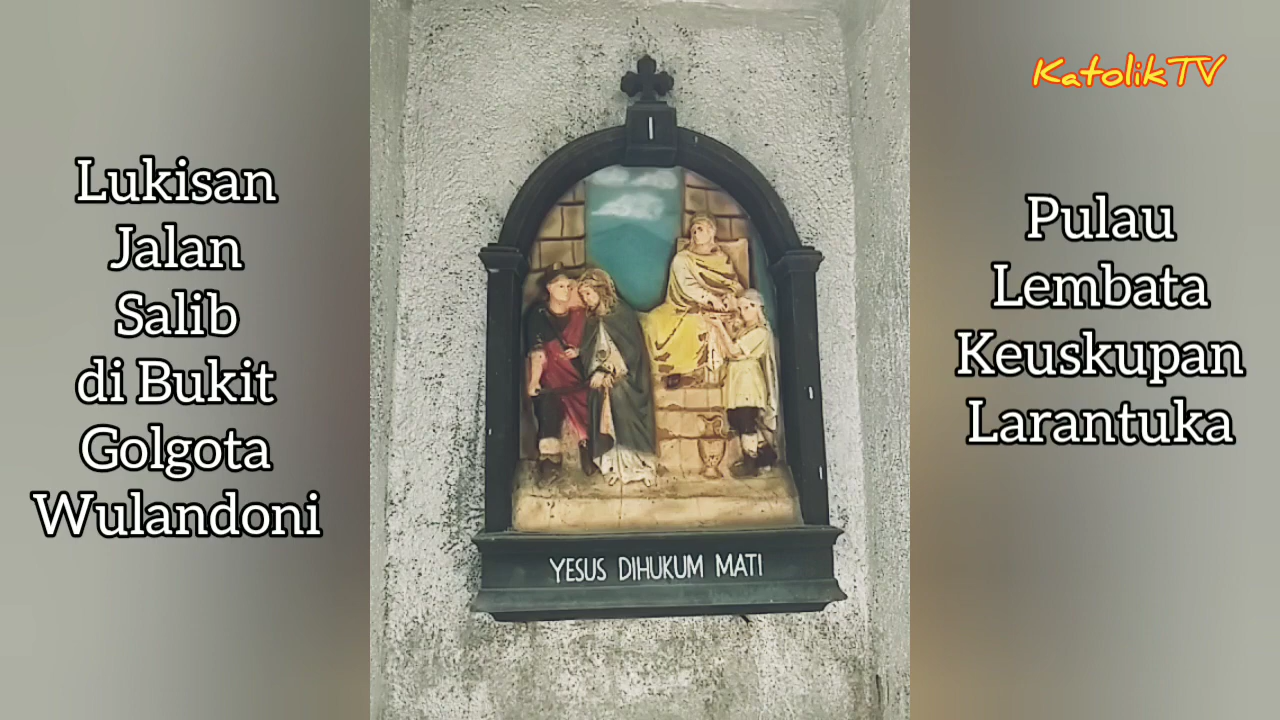 Lukisan
Jalan
Salib
di Bukit
Golgota
Wulandoni
I
YESUS DIHUKUM MATI
KatolikTV
Pulau
Lembata
Keuskupan
Larantuka